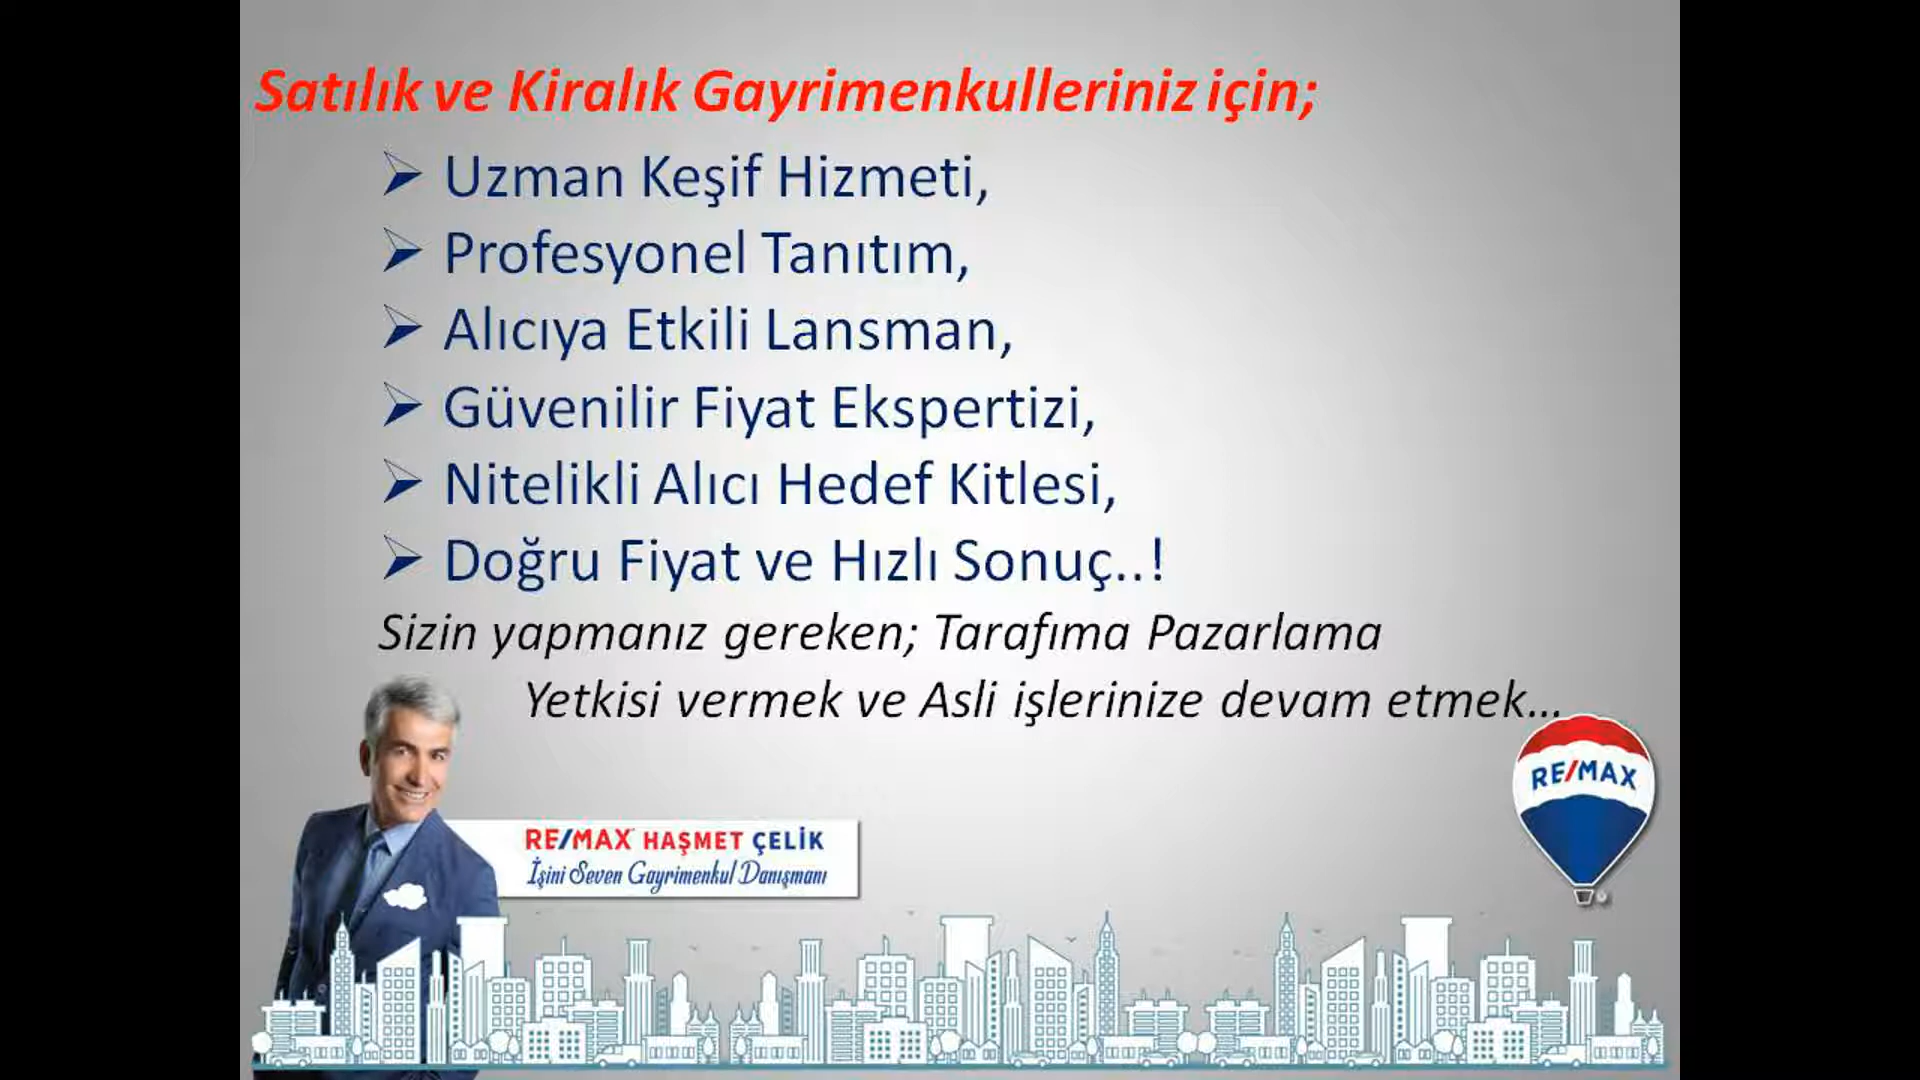 Satılık ve Kiralık Gayrimenkulleriniz için;
Uzman Keşif Hizmeti,
Profesyonel Tanıtım,
Alıcıya Etkili Lansman,
Güvenilir Fiyat Ekspertizi,
Nitelikli Alıcı Hedef Kitlesi,
Doğru Fiyat ve Hızlı Sonuç..!
Sizin yapmanız gereken; Tarafıma Pazarlama
Yetkisi vermek ve Asli işlerinize devam etmek...
RE/MAX
RE/MAX HAŞMET ÇELİK
İşini Seven Gayrimenkul Danışmanı